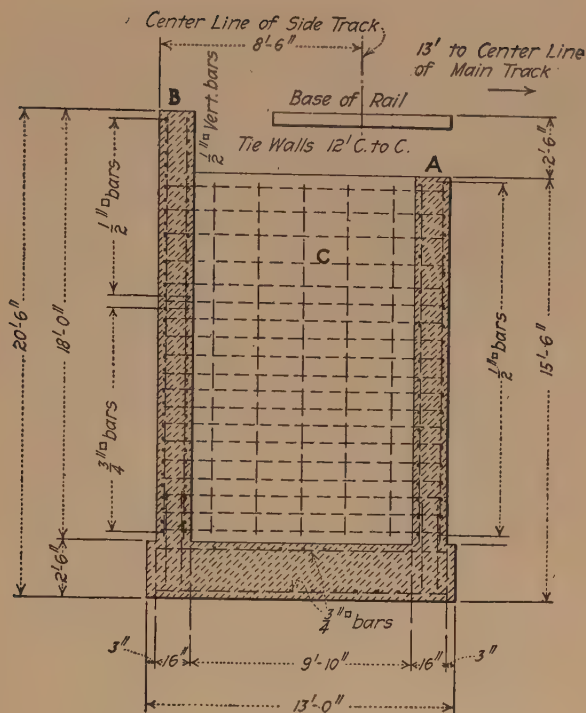 Center Line of Side Track
8'-6"
13' to Center Line
of Main Track
B
Base of Rail
1/2"□ Vert. bars
Tie Walls 12' C. to C.
A
2'-6"
1/2"□ bars
C
20'-6"
18'-0"
1/2"□ bars
15'-6"
3/4"□ bars
2'-6"
3/4"□ bars
3"
16"
9'-10"
16"
3"
13'-0"